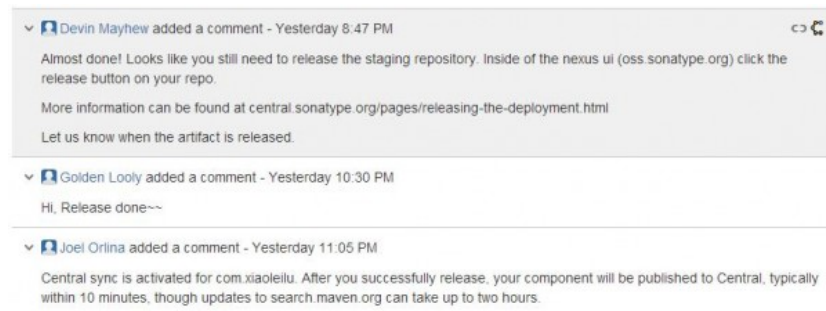 Devin Mayhew added a comment - Yesterday 8:47 PM
Almost done! Looks like you still need to release the staging repository. Inside of the nexus ui (oss.sonatype.org) click the
release button on your repo.
More information can be found at central.sonatype.org/pages/releasing-the-deployment.html
Let us know when the artifact is released.
Golden Looly added a comment - Yesterday 10:30 PM
Hi, Release done~~
Joel Orlina added a comment - Yesterday 11:05 PM
Central sync is activated for com.xiaoleilu. After you successfully release, your component will be published to Central, typically
within 10 minutes, though updates to search.maven.org can take up to two hours.